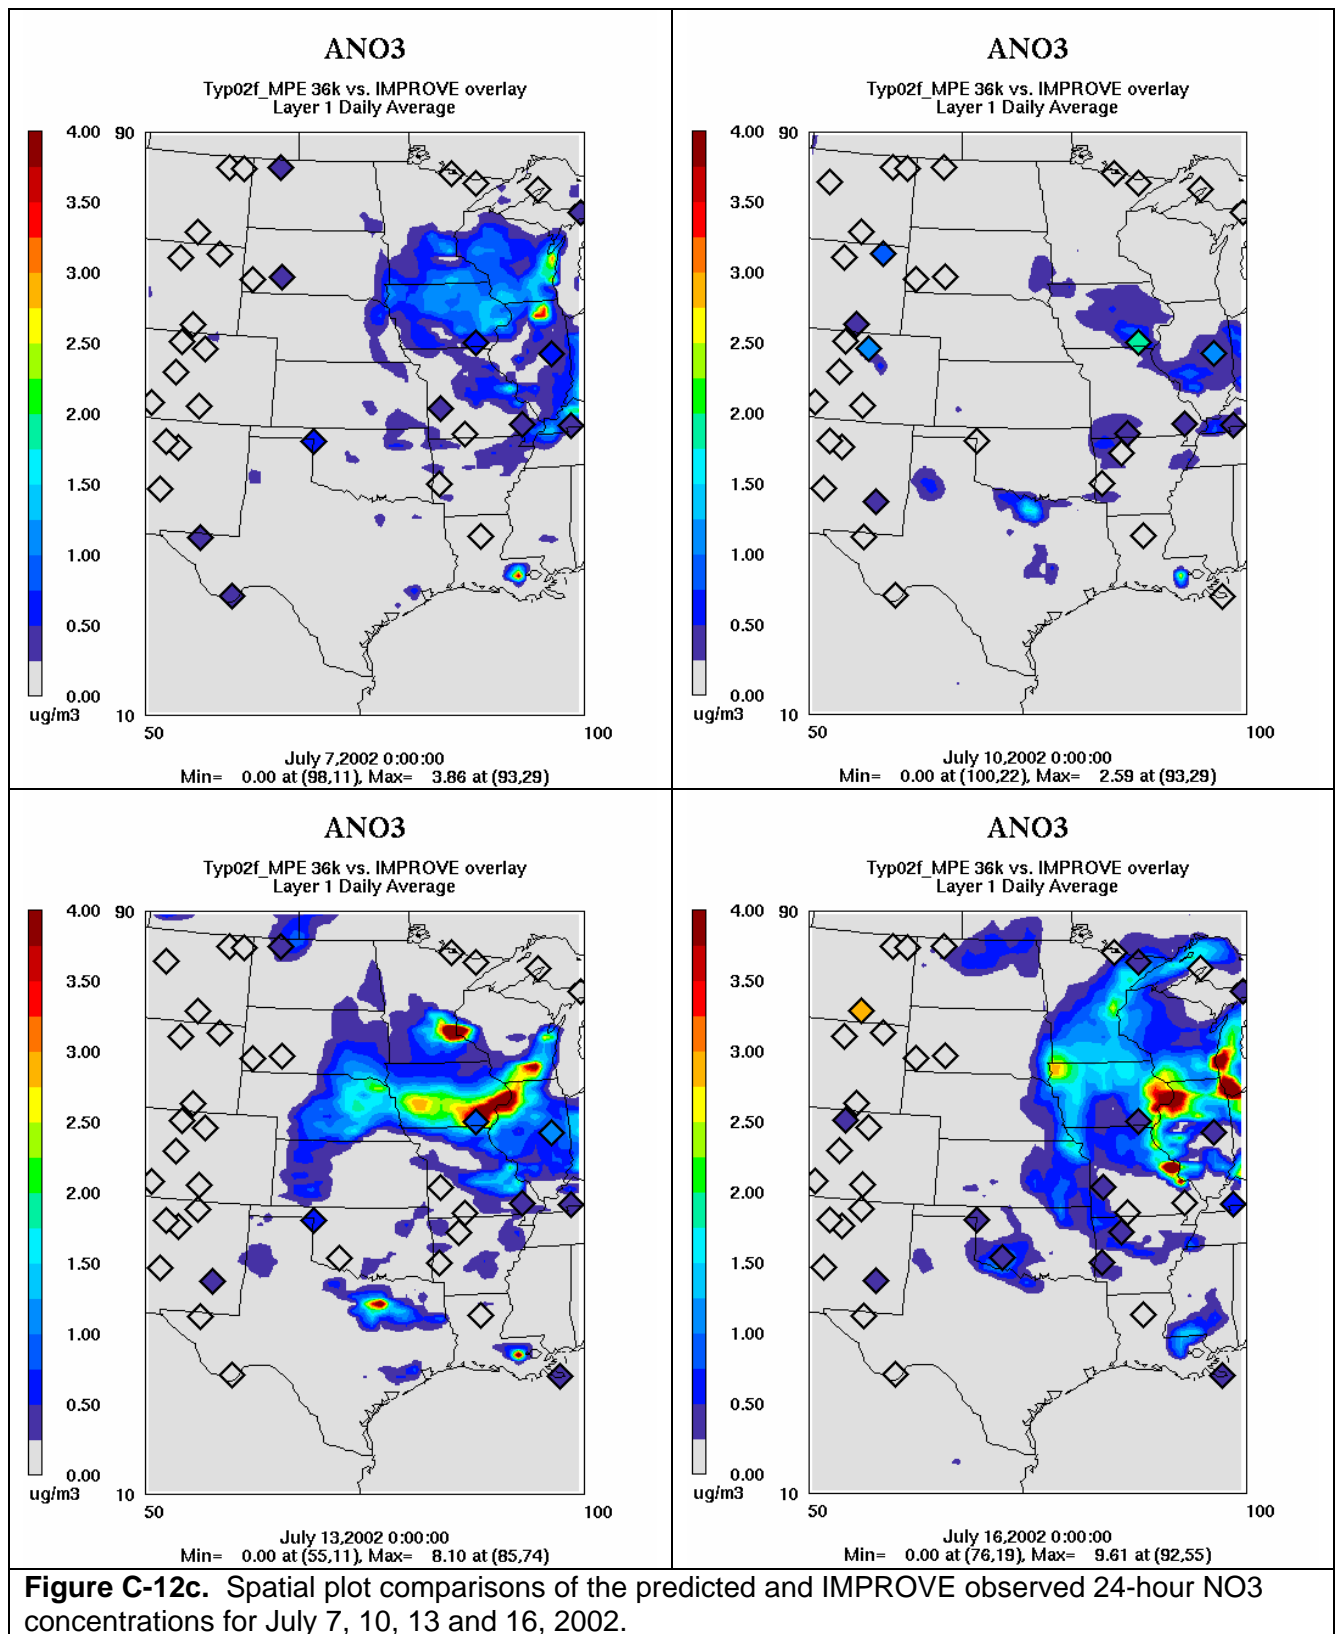 ANO3
Typ02f_MPE 36k vs. IMPROVE overlay
Layer 1 Daily Average
4.00
3.50
3.00
2.50
2.00
1.50
1.00
0.50
0.00
ug/m3
90
10
50
100
July 7,2002 0:00:00
Min= 0.00 at (98,11), Max= 3.86 at (93,29)
ANO3
Typ02f_MPE 36k vs. IMPROVE overlay
Layer 1 Daily Average
4.00
3.50
3.00
2.50
2.00
1.50
1.00
0.50
0.00
ug/m3
90
10
50
100
July 10,2002 0:00:00
Min= 0.00 at (100,22), Max= 2.59 at (93,29)
ANO3
Typ02f_MPE 36k vs. IMPROVE overlay
Layer 1 Daily Average
4.00
3.50
3.00
2.50
2.00
1.50
1.00
0.50
0.00
ug/m3
90
10
50
100
July 13,2002 0:00:00
Min= 0.00 at (55,11), Max= 8.10 at (85,74)
ANO3
Typ02f_MPE 36k vs. IMPROVE overlay
Layer 1 Daily Average
4.00
3.50
3.00
2.50
2.00
1.50
1.00
0.50
0.00
ug/m3
90
10
50
100
July 16,2002 0:00:00
Min= 0.00 at (76,19), Max= 9.61 at (92,55)
Figure C-12c. Spatial plot comparisons of the predicted and IMPROVE observed 24-hour NO3
concentrations for July 7, 10, 13 and 16, 2002.